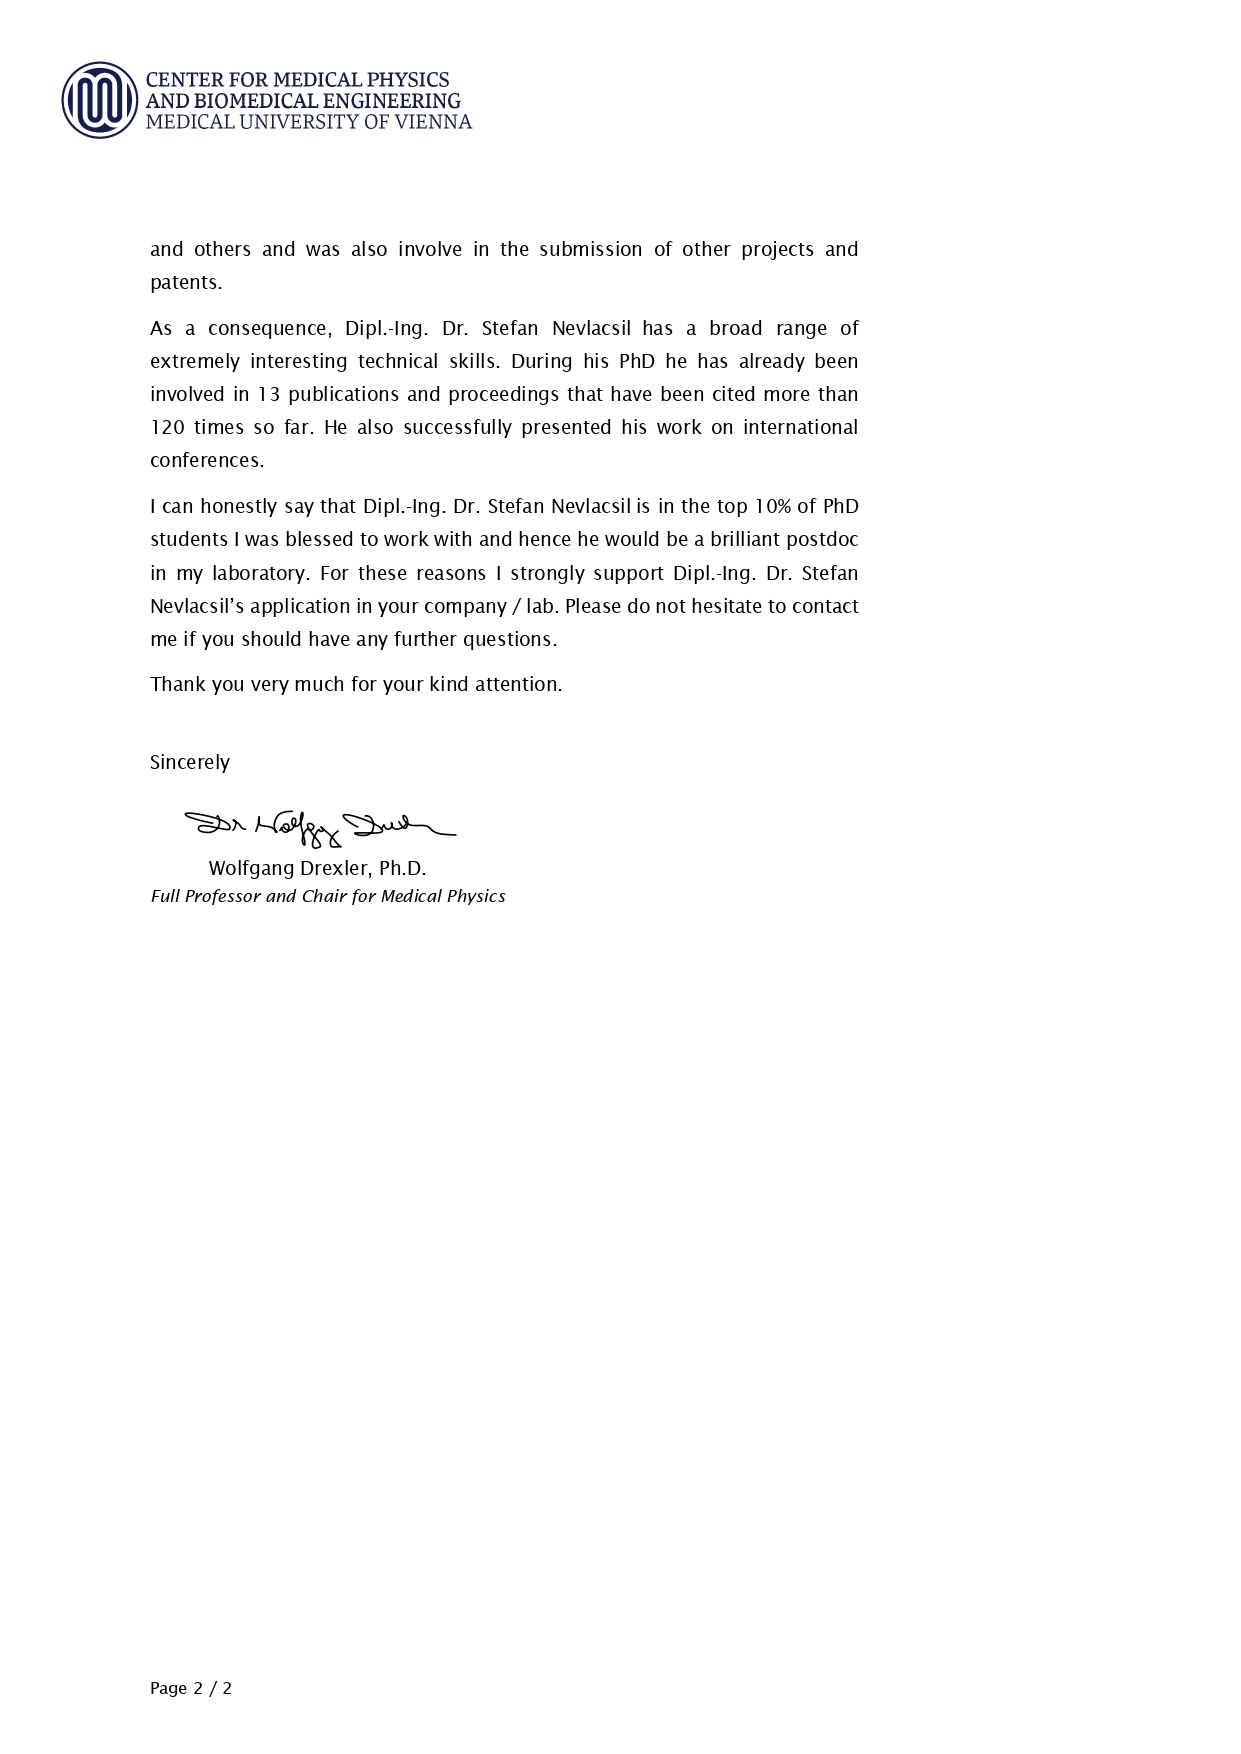 CENTER FOR MEDICAL PHYSICS
AND BIOMEDICAL ENGINEERING
MEDICAL UNIVERSITY OF VIENNA
and others and was also involve in the submission of other projects and
patents.
As a consequence, Dipl.-Ing. Dr. Stefan Nevlacsil has a broad range of
extremely interesting technical skills. During his PhD he has already been
involved in 13 publications and proceedings that have been cited more than
120 times so far. He also successfully presented his work on international
conferences.
I can honestly say that Dipl.-Ing. Dr. Stefan Nevlacsil is in the top 10% of PhD
students I was blessed to work with and hence he would be a brilliant postdoc
in my laboratory. For these reasons I strongly support Dipl.-Ing. Dr. Stefan
Nevlacsil’s application in your company / lab. Please do not hesitate to contact
me if you should have any further questions.
Thank you very much for your kind attention.
Sincerely
Wolfgang Drexler, Ph.D.
Full Professor and Chair for Medical Physics
Page 2 / 2